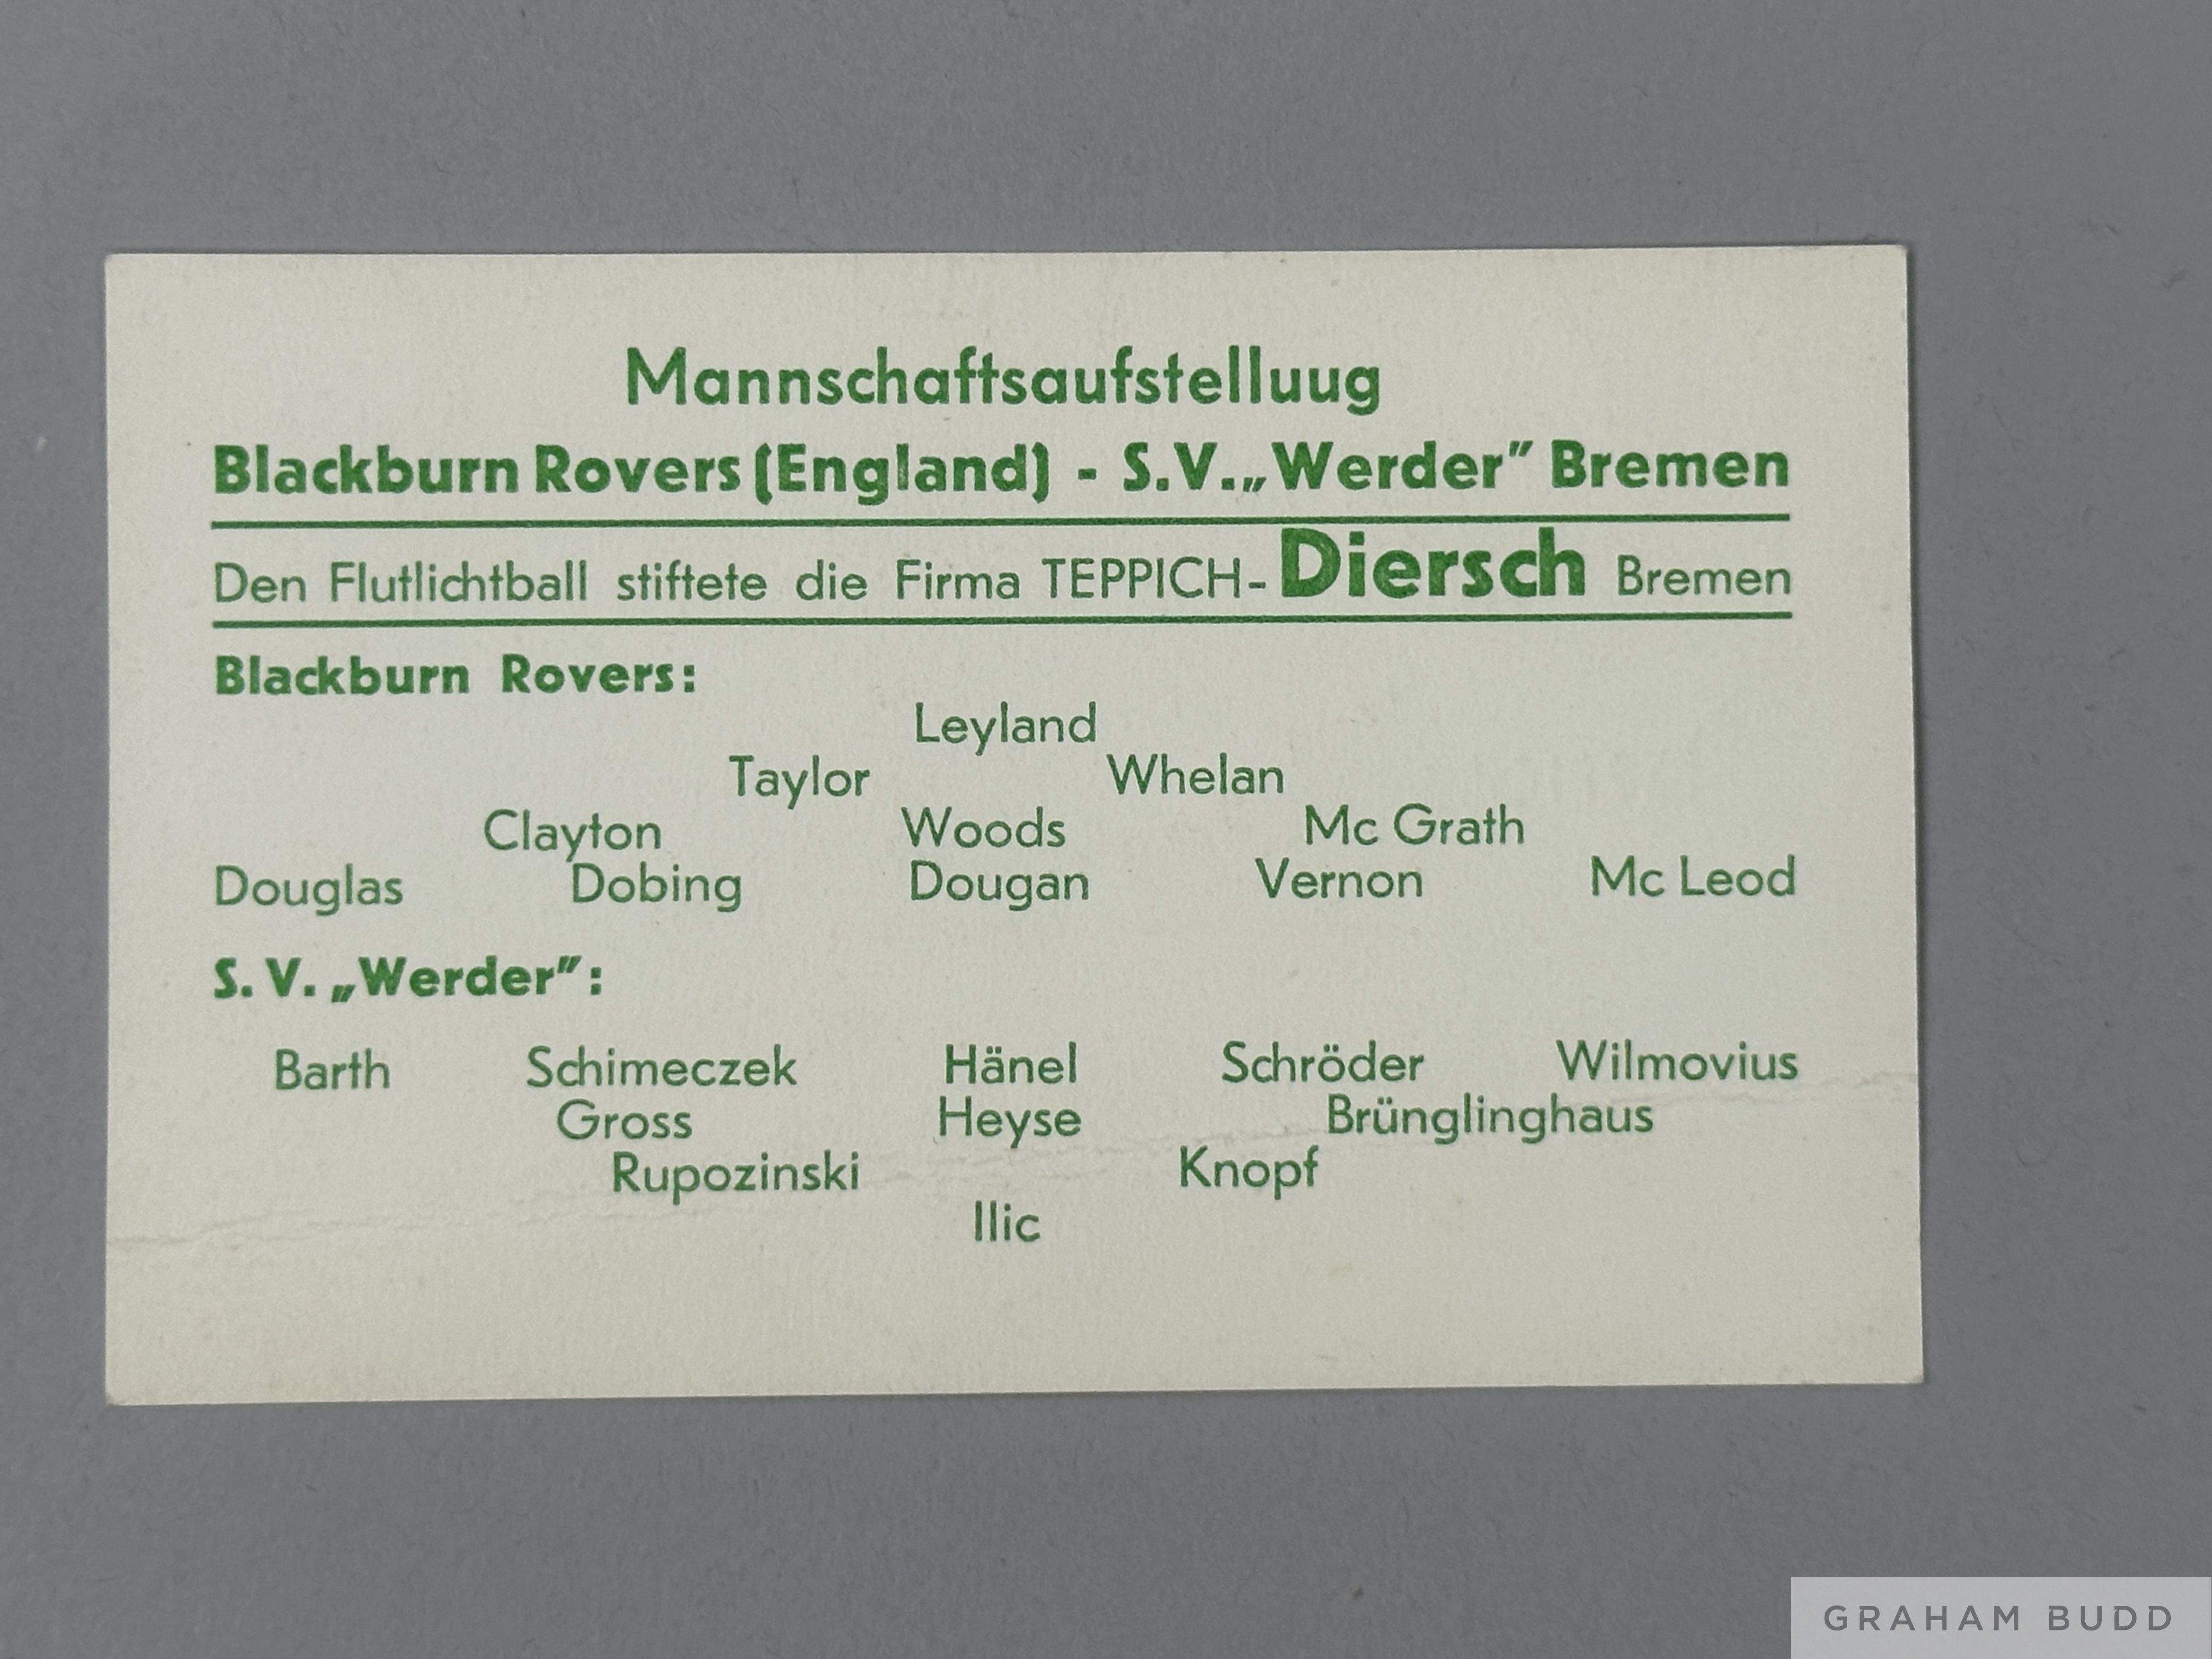 Mannschaftsaufstelluug
Blackburn Rovers (England) - S.V. „Werder" Bremen
Den Flutlichtball stiftete die Firma TEPPICH-Diersch Bremen
Blackburn Rovers:
Leyland
Taylor Whelan
Clayton Woods Mc Grath
Douglas Dobing Dougan Vernon Mc Leod
S. V. „Werder":
Barth Schimeczek Hänel Schröder Wilmovius
Gross Heyse Brünglinghaus
Rupozinski Knopf
Ilic
GRAHAM BUDD